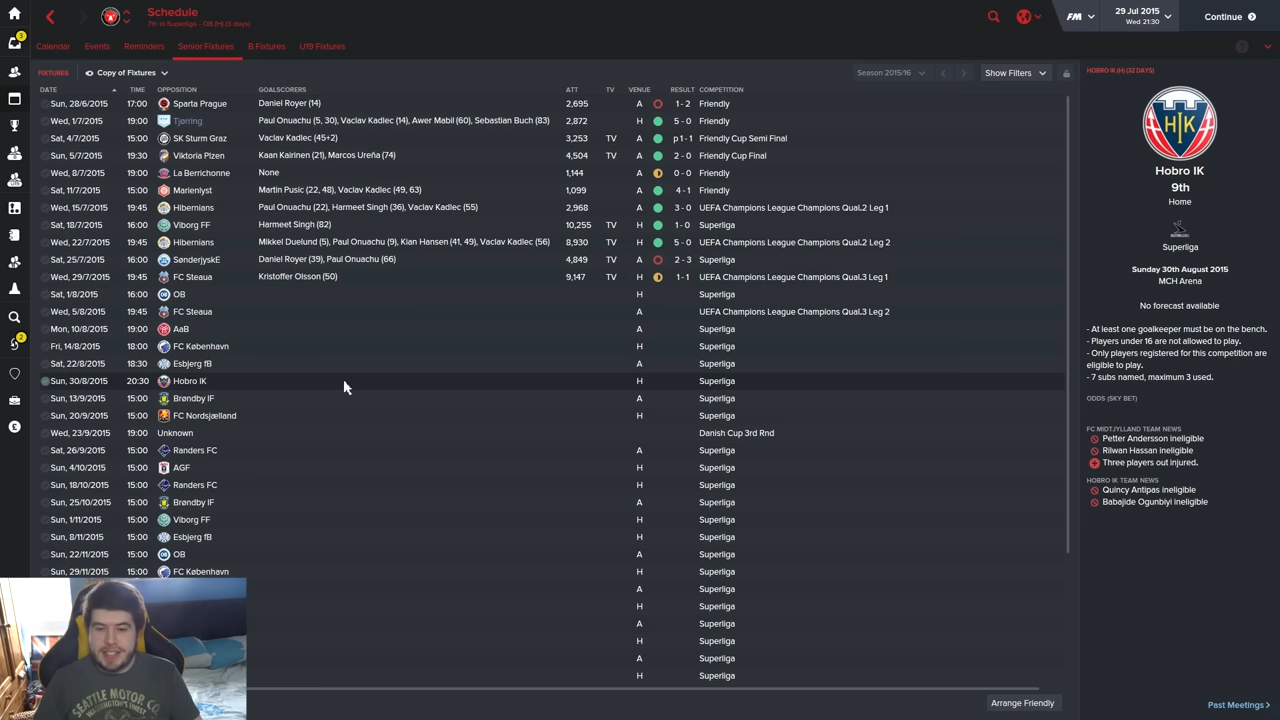 Schedule
7th in Superliga - OB (H) (3 days)
FM
29 Jul 2015
Wed 21:30
Continue
3
Calendar Events Reminders Senior Fixtures B Fixtures U19 Fixtures
?
FIXTURES Copy of Fixtures Season 2015/16 Show Filters
DATE TIME OPPOSITION GOALSCORERS ATT TV VENUE RESULT COMPETITION
Sun, 28/6/2015 17:00 Sparta Prague Daniel Royer (14) 2,695 A 1 - 2 Friendly
Wed, 1/7/2015 19:00 Tjørring Paul Onuachu (5, 30), Vaclav Kadlec (14), Awer Mabil (60), Sebastian Buch (83) 2,872 H 5 - 0 Friendly
Sat, 4/7/2015 15:00 SK Sturm Graz Vaclav Kadlec (45+2) 3,253 TV A p 1 - 1 Friendly Cup Semi Final
Sun, 5/7/2015 19:30 Viktoria Plzen Kaan Kairinen (21), Marcos Ureña (74) 4,504 TV A 2 - 0 Friendly Cup Final
Wed, 8/7/2015 19:00 La Berrichonne None 1,144 A 0 - 0 Friendly
Sat, 11/7/2015 15:00 Marienlyst Martin Pusic (22, 48), Vaclav Kadlec (49, 63) 1,099 A 4 - 1 Friendly
Wed, 15/7/2015 19:45 Hibernians Paul Onuachu (22), Harmeet Singh (36), Vaclav Kadlec (55) 2,968 A 3 - 0 UEFA Champions League Champions Qual.2 Leg 1
Sat, 18/7/2015 16:00 Viborg FF Harmeet Singh (82) 10,255 TV H 1 - 0 Superliga
Wed, 22/7/2015 19:45 Hibernians Mikkel Duelund (5), Paul Onuachu (9), Kian Hansen (41, 49), Vaclav Kadlec (56) 8,930 TV H 5 - 0 UEFA Champions League Champions Qual.2 Leg 2
Sat, 25/7/2015 16:00 SønderjyskE Daniel Royer (39), Paul Onuachu (66) 4,849 TV A 2 - 3 Superliga
Wed, 29/7/2015 19:45 FC Steaua Kristoffer Olsson (50) 9,147 TV H 1 - 1 UEFA Champions League Champions Qual.3 Leg 1
Sat, 1/8/2015 16:00 OB H Superliga
Wed, 5/8/2015 19:45 FC Steaua A UEFA Champions League Champions Qual.3 Leg 2
Mon, 10/8/2015 19:00 AaB A Superliga
Fri, 14/8/2015 18:00 FC København H Superliga
Sat, 22/8/2015 18:30 Esbjerg fB A Superliga
Sun, 30/8/2015 20:30 Hobro IK H Superliga
Sun, 13/9/2015 15:00 Brøndby IF A Superliga
Sun, 20/9/2015 15:00 FC Nordsjælland H Superliga
Wed, 23/9/2015 19:00 Unknown Danish Cup 3rd Rnd
Sat, 26/9/2015 15:00 Randers FC A Superliga
Sun, 4/10/2015 15:00 AGF H Superliga
Sun, 18/10/2015 15:00 Randers FC H Superliga
Sun, 25/10/2015 15:00 Brøndby IF A Superliga
Sun, 1/11/2015 15:00 Viborg FF H Superliga
Sun, 8/11/2015 15:00 Esbjerg fB H Superliga
Sun, 22/11/2015 15:00 OB A Superliga
Sun, 29/11/2015 15:00 FC København H Superliga
A Superliga
H Superliga
A Superliga
H Superliga
A Superliga
H Superliga
U19
2
SEATTLE MOTOR CO.
Arrange Friendly
HOBRO IK (H) (32 DAYS)
HIK
Hobro IK
9th
Home
Superliga
Sunday 30th August 2015
MCH Arena
No forecast available
- At least one goalkeeper must be on the bench.
- Players under 16 are not allowed to play.
- Only players registered for this competition are
eligible to play.
- 7 subs named, maximum 3 used.
ODDS (SKY BET)
FC MIDTJYLLAND TEAM NEWS
Petter Andersson ineligible
Rilwan Hassan ineligible
Three players out injured.
HOBRO IK TEAM NEWS
Quincy Antipas ineligible
Babajide Ogunbiyi ineligible
Past Meetings >